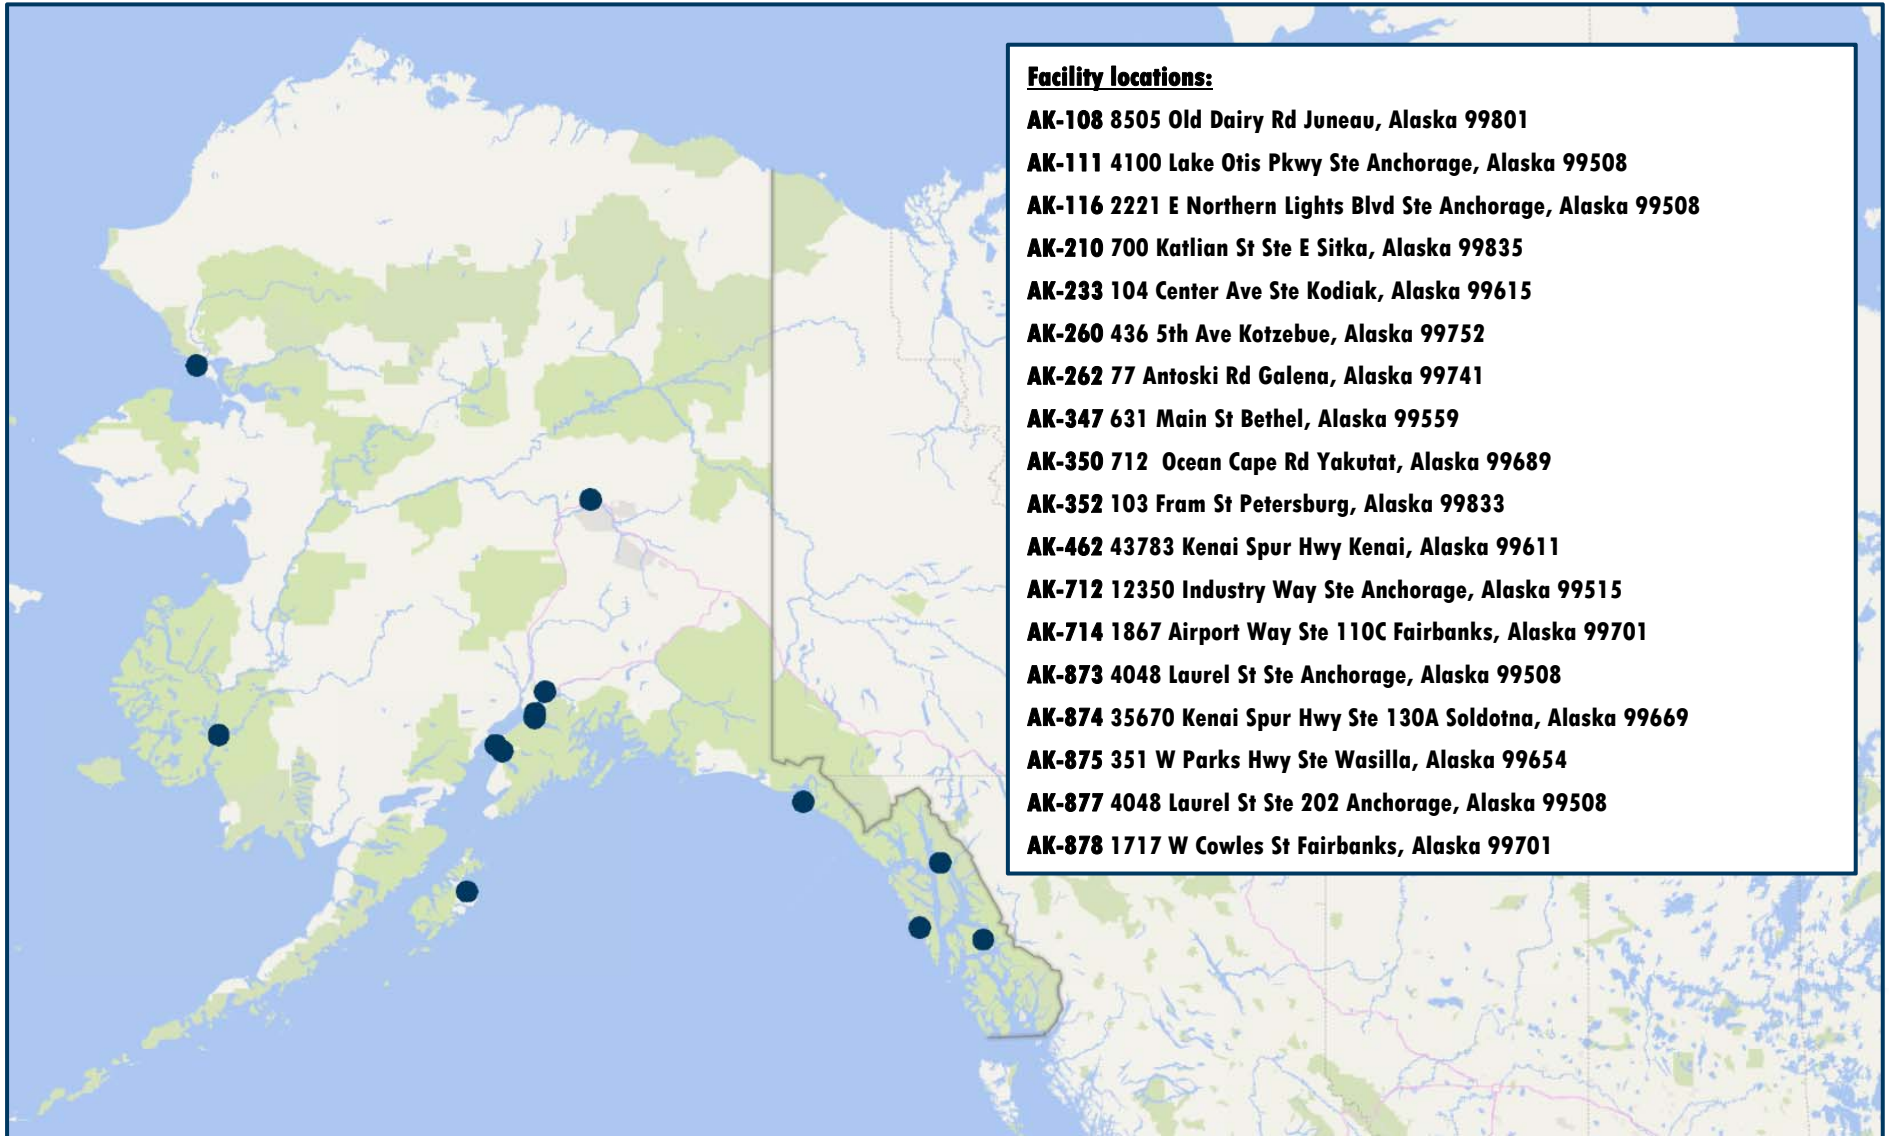 Facility locations:
AK-108 8505 Old Dairy Rd Juneau, Alaska 99801
AK-111 4100 Lake Otis Pkwy Ste Anchorage, Alaska 99508
AK-116 2221 E Northern Lights Blvd Ste Anchorage, Alaska 99508
AK-210 700 Katlian St Ste E Sitka, Alaska 99835
AK-233 104 Center Ave Ste Kodiak, Alaska 99615
AK-260 436 5th Ave Kotzebue, Alaska 99752
AK-262 77 Antoski Rd Galena, Alaska 99741
AK-347 631 Main St Bethel, Alaska 99559
AK-350 712  Ocean Cape Rd Yakutat, Alaska 99689
AK-352 103 Fram St Petersburg, Alaska 99833
AK-462 43783 Kenai Spur Hwy Kenai, Alaska 99611
AK-712 12350 Industry Way Ste Anchorage, Alaska 99515
AK-714 1867 Airport Way Ste 110C Fairbanks, Alaska 99701
AK-873 4048 Laurel St Ste Anchorage, Alaska 99508
AK-874 35670 Kenai Spur Hwy Ste 130A Soldotna, Alaska 99669
AK-875 351 W Parks Hwy Ste Wasilla, Alaska 99654
AK-877 4048 Laurel St Ste 202 Anchorage, Alaska 99508
AK-878 1717 W Cowles St Fairbanks, Alaska 99701